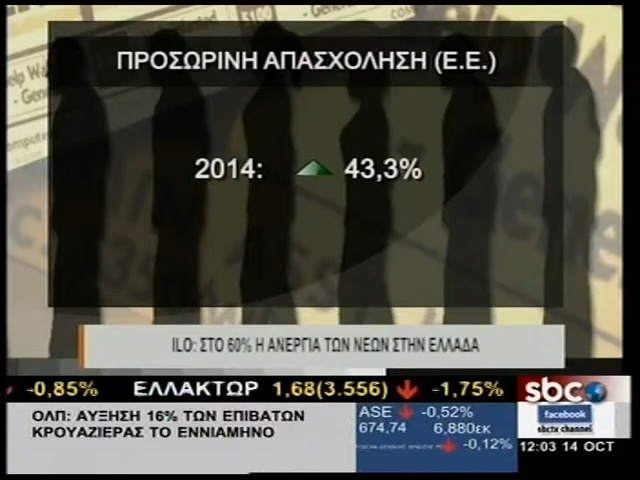 ΠΡΟΣΩΡΙΝΗ ΑΠΑΣΧΟΛΗΣΗ (Ε.Ε.)
2014: 43,3%
ILO: ΣΤΟ 60% Η ΑΝΕΡΓΙΑ ΤΩΝ ΝΕΩΝ ΣΤΗΝ ΕΛΛΑΔΑ
-0,85% ΕΛΛΑΚΤΩΡ 1,68(3.556) -1,75%
sbc
ΟΛΠ: ΑΥΞΗΣΗ 16% ΤΩΝ ΕΠΙΒΑΤΩΝ
ΚΡΟΥΑΖΙΕΡΑΣ ΤΟ ΕΝΝΙΑΜΗΝΟ
ASE -0,52%
674,74 6,880εκ
-0,12%
facebook
sbctv channel
12:03 14 OCT